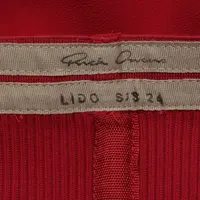 Rick Owens
LIDO S/S 24